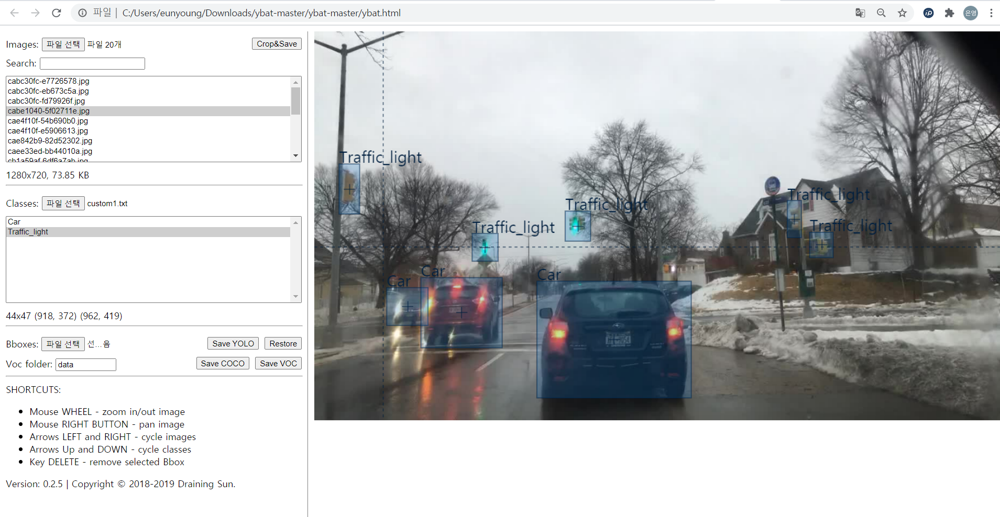 파일 | C:/Users/eunyoung/Downloads/ybat-master/ybat-master/ybat.html
은영
Images: 파일 선택 파일 20개 Crop&Save
Search:
cabc30fc-e7726578.jpg
cabc30fc-eb673c5a.jpg
cabc30fc-fd79926f.jpg
cabe1040-5f02711e.jpg
cae4f10f-54b690b0.jpg
cae4f10f-e5906613.jpg
cae842b9-82d52302.jpg
caee33ed-bb44010a.jpg
cb1a59af-6df6a7ab.jpg
1280x720, 73.85 KB
Classes: 파일 선택 custom1.txt
Car
Traffic_light
44x47 (918, 372) (962, 419)
Bboxes: 파일 선택 선...음 Save YOLO Restore
Voc folder: data Save COCO Save VOC
SHORTCUTS:
• Mouse WHEEL - zoom in/out image
• Mouse RIGHT BUTTON - pan image
• Arrows LEFT and RIGHT - cycle images
• Arrows Up and DOWN - cycle classes
• Key DELETE - remove selected Bbox
Version: 0.2.5 | Copyright © 2018-2019 Draining Sun.
Traffic_light
Traffic_light
Traffic_light
Traffic_light
Traffic_light
Car
Car
Car